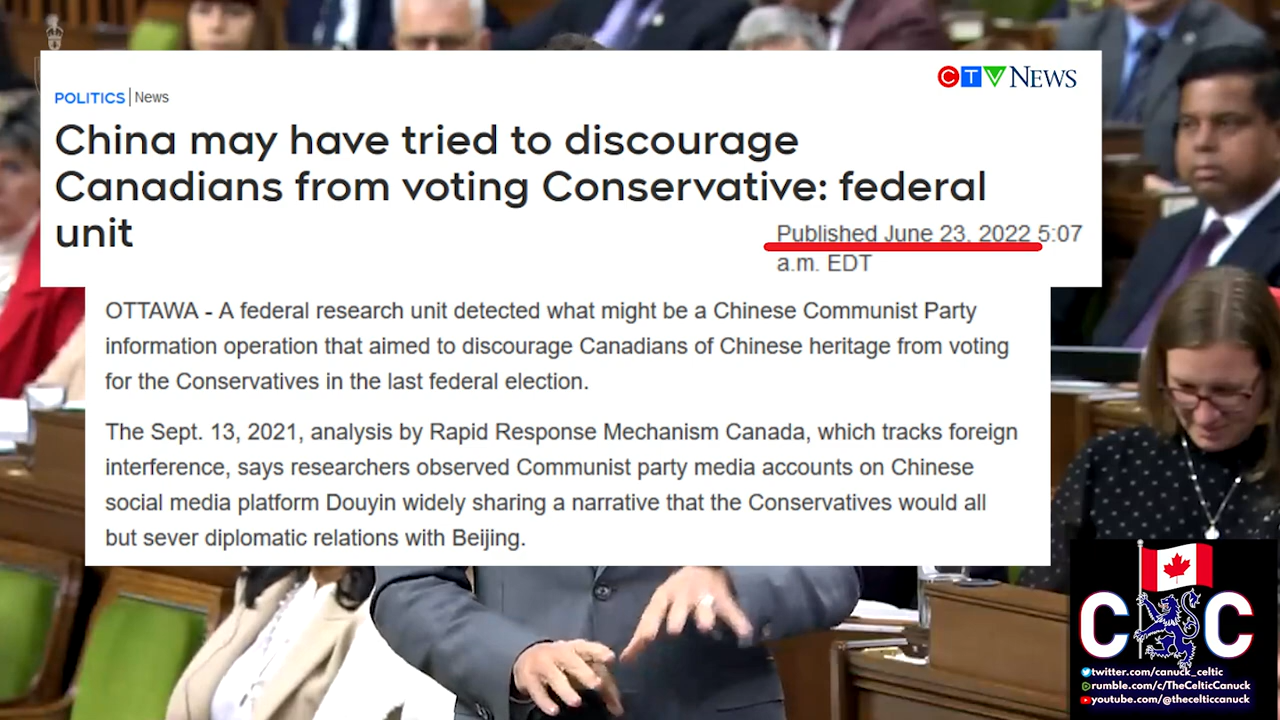 CTV NEWS
POLITICS | News
China may have tried to discourage
Canadians from voting Conservative: federal
unit
Published June 23, 2022 5:07
a.m. EDT
OTTAWA - A federal research unit detected what might be a Chinese Communist Party
information operation that aimed to discourage Canadians of Chinese heritage from voting
for the Conservatives in the last federal election.
The Sept. 13, 2021, analysis by Rapid Response Mechanism Canada, which tracks foreign
interference, says researchers observed Communist party media accounts on Chinese
social media platform Douyin widely sharing a narrative that the Conservatives would all
but sever diplomatic relations with Beijing.
C C
twitter.com/canuck_celtic
rumble.com/c/TheCelticCanuck
youtube.com/@thecelticcanuck